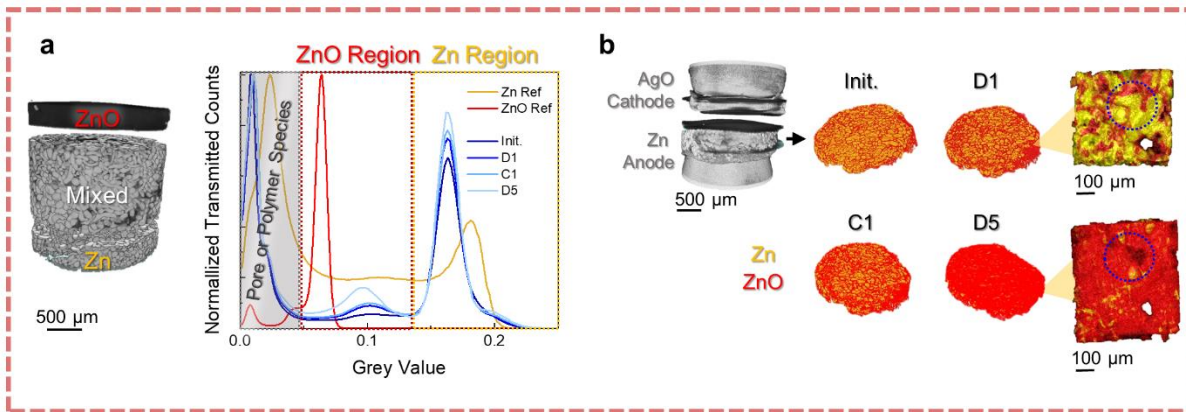 a
ZnO
Mixed
Zn
500 µm
ZnO Region
Zn Region
Normallized Transmitted Counts
Pore or Polymer Species
Zn Ref
ZnO Ref
Init.
D1
C1
D5
0.0
0.1
0.2
Grey Value
b
AgO
Cathode
Zn
Anode
500 µm
Init.
D1
100 µm
C1
D5
Zn
ZnO
100 µm